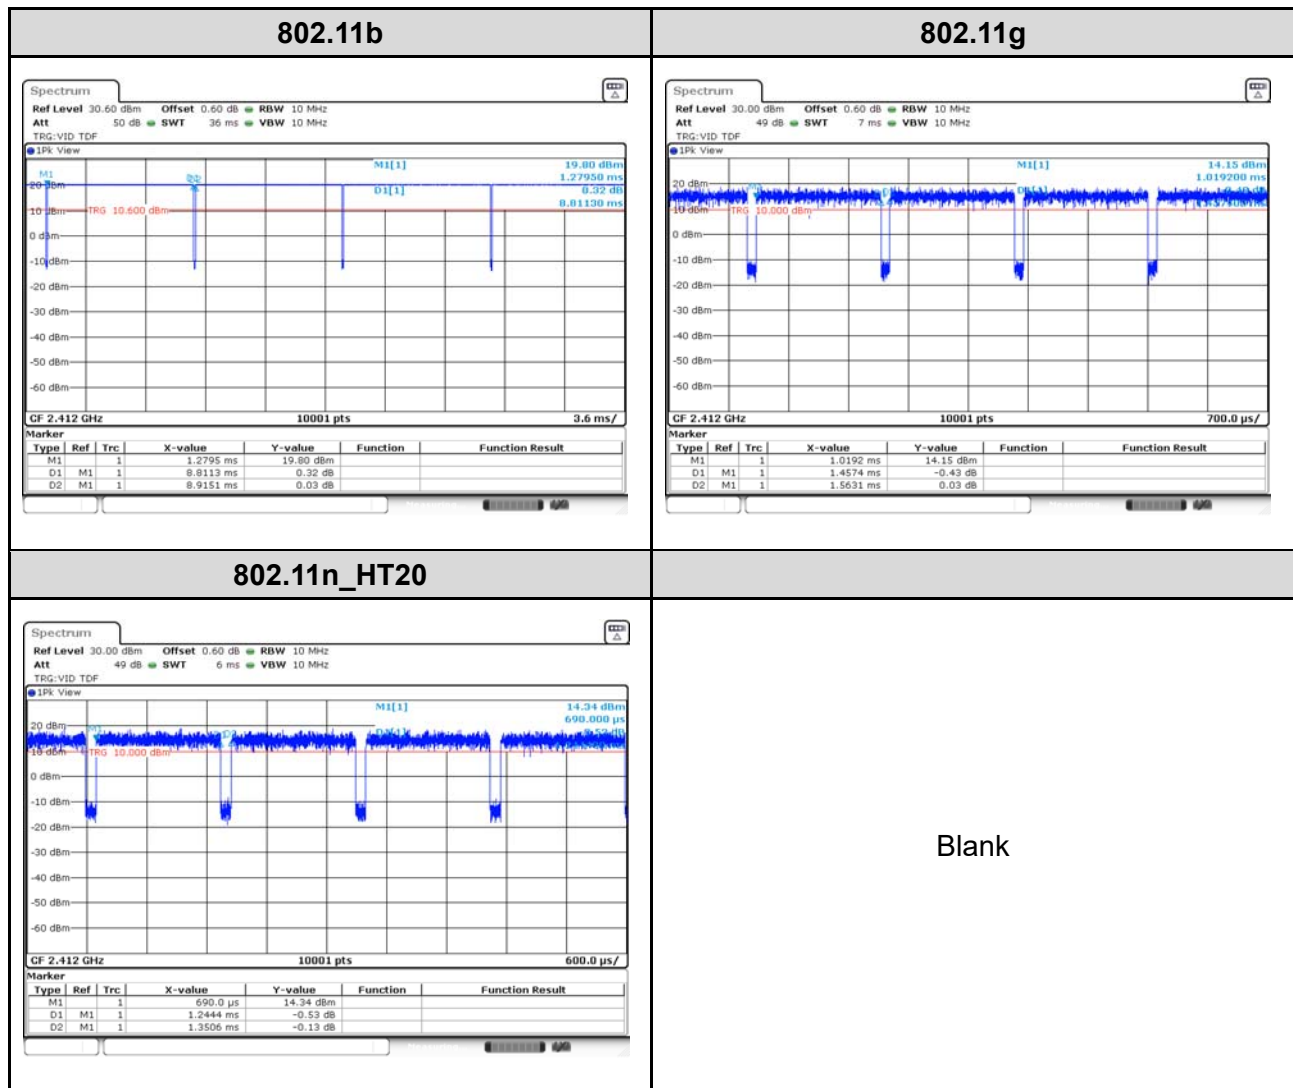 802.11b
Spectrum
Ref Level 30.60 dBm Offset 0.60 dB RBW 10 MHz
Att 50 dB SWT 36 ms VBW 10 MHz
TRG:VID TDF
1Pk View
M1[1] 19.80 dBm
1.27950 ms
D1[1] 0.32 dB
8.81130 ms
M1
20 dBm
10 dBm
TRG 10.600 dBm
0 dBm
-10 dBm
-20 dBm
-30 dBm
-40 dBm
-50 dBm
-60 dBm
CF 2.412 GHz 10001 pts 3.6 ms/
Marker
Type Ref Trc X-value Y-value Function Function Result
M1 1 1.2795 ms 19.80 dBm
D1 M1 1 8.8113 ms 0.32 dB
D2 M1 1 8.9151 ms 0.03 dB
802.11g
Spectrum
Ref Level 30.00 dBm Offset 0.60 dB RBW 10 MHz
Att 49 dB SWT 7 ms VBW 10 MHz
TRG:VID TDF
1Pk View
M1[1] 14.15 dBm
1.019200 ms
20 dBm
10 dBm
TRG 10.000 dBm
0 dBm
-10 dBm
-20 dBm
-30 dBm
-40 dBm
-50 dBm
-60 dBm
CF 2.412 GHz 10001 pts 700.0 µs/
Marker
Type Ref Trc X-value Y-value Function Function Result
M1 1 1.0192 ms 14.15 dBm
D1 M1 1 1.4574 ms -0.43 dB
D2 M1 1 1.5631 ms 0.03 dB
802.11n_HT20
Spectrum
Ref Level 30.00 dBm Offset 0.60 dB RBW 10 MHz
Att 49 dB SWT 6 ms VBW 10 MHz
TRG:VID TDF
1Pk View
M1[1] 14.34 dBm
690.000 µs
20 dBm
10 dBm
TRG 10.000 dBm
0 dBm
-10 dBm
-20 dBm
-30 dBm
-40 dBm
-50 dBm
-60 dBm
CF 2.412 GHz 10001 pts 600.0 µs/
Marker
Type Ref Trc X-value Y-value Function Function Result
M1 1 690.0 µs 14.34 dBm
D1 M1 1 1.2444 ms -0.53 dB
D2 M1 1 1.3506 ms -0.13 dB
Blank